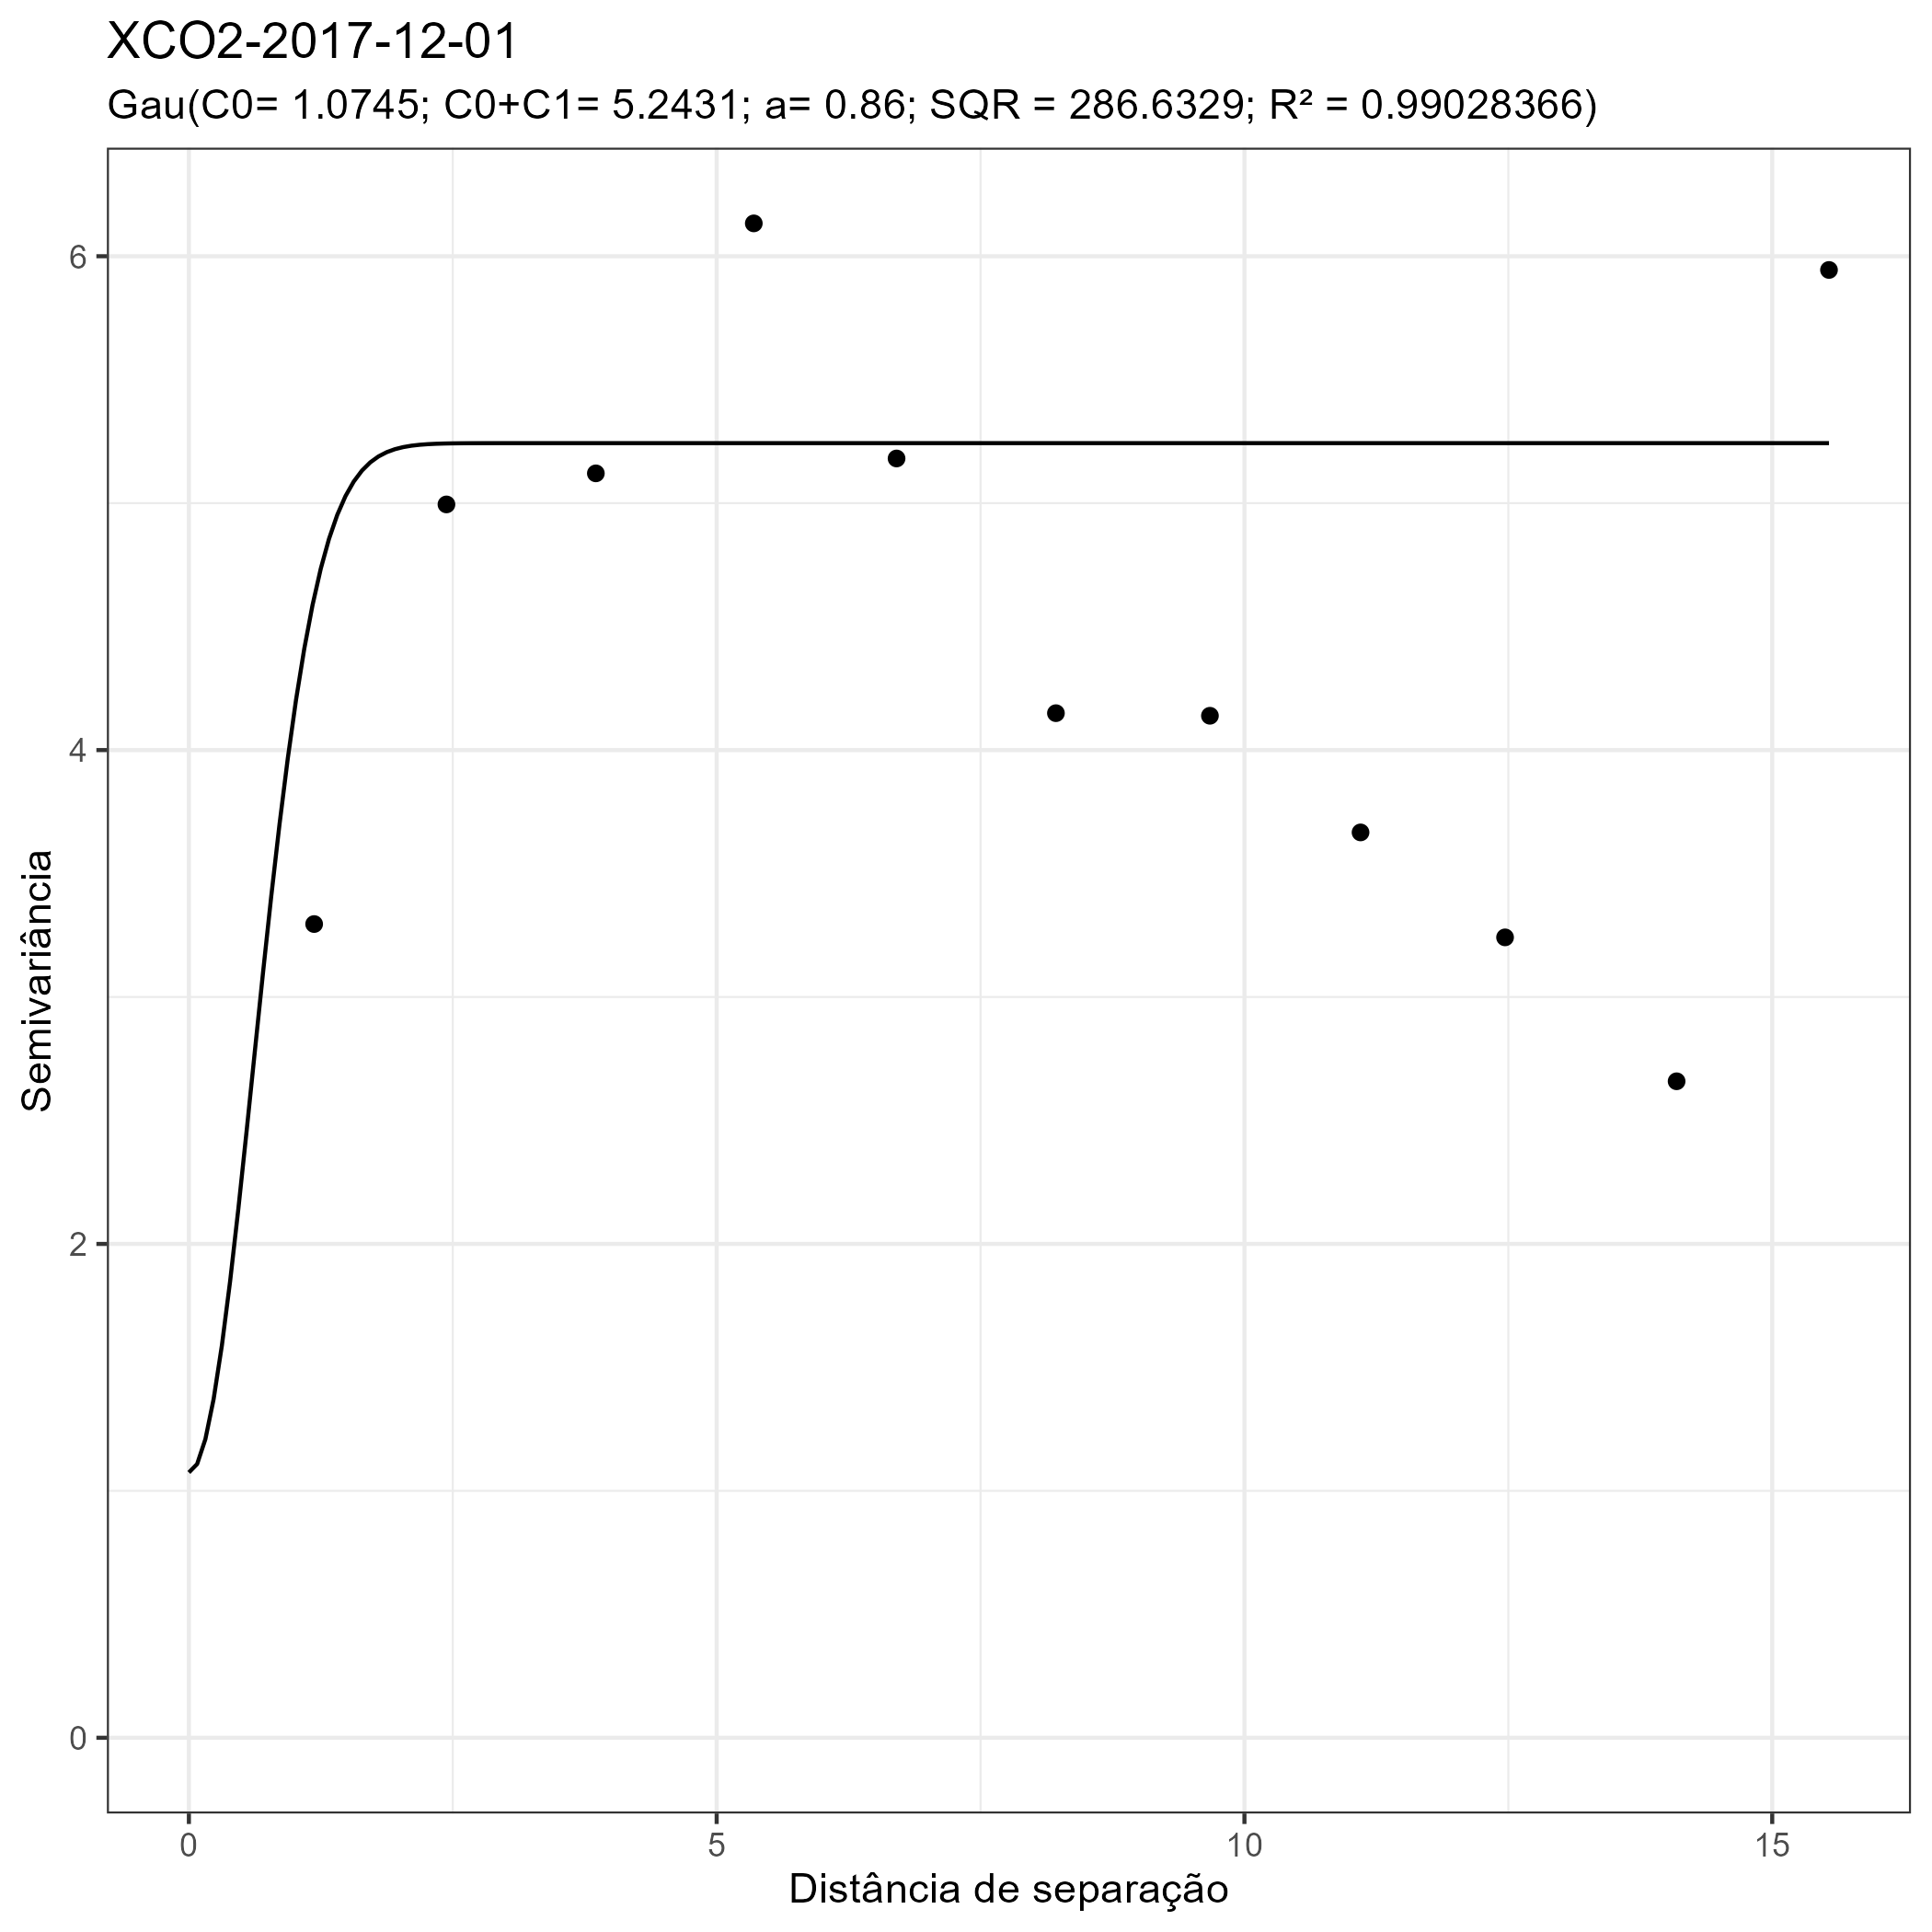 XCO2-2017-12-01
Gau(C0= 1.0745; C0+C1= 5.2431; a= 0.86; SQR = 286.6329; R² = 0.99028366)
Semivariância
6
4
2
0
0 5 10 15
Distância de separação